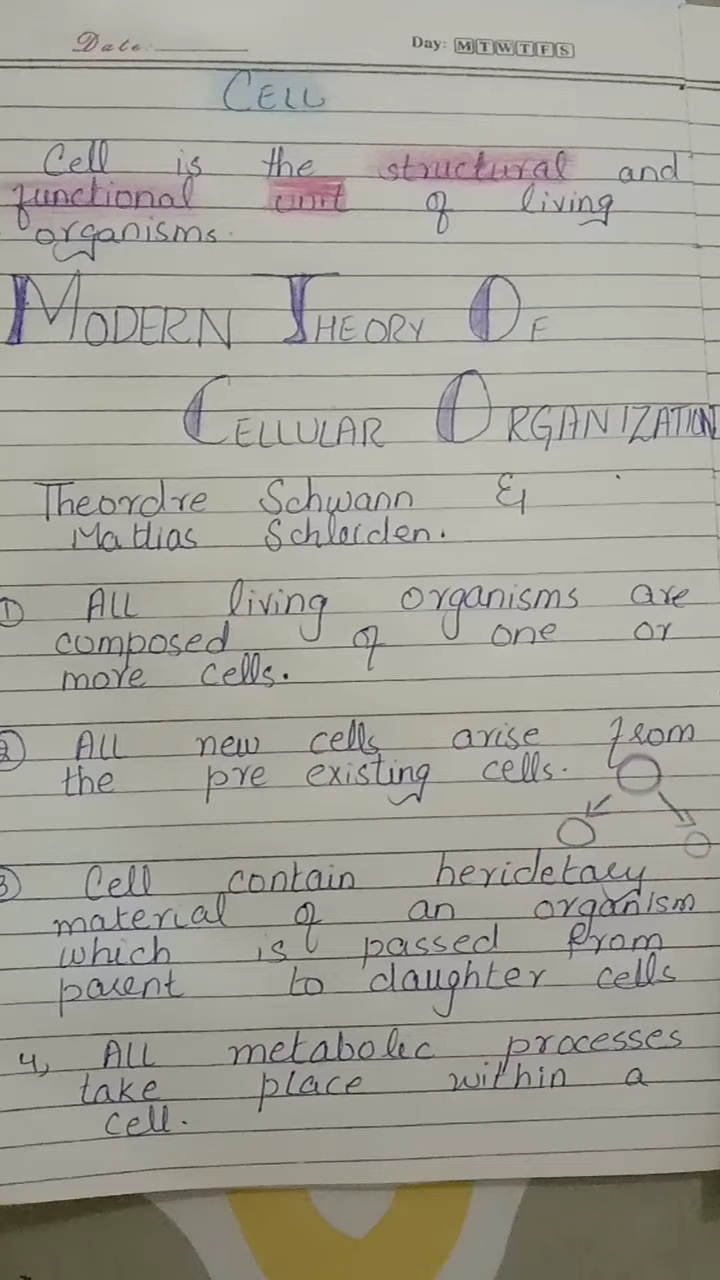 Date:
Day: M T W T F S
CELL
Cell is the structural and
functional unit of living
organisms.
MODERN THEORY OF
CELLULAR ORGANIZATION
Theordre Schwann &
Mattias Schleiden.
① All living organisms are
composed of one or
more cells.
② All new cells arise from
the pre existing cells.
③ Cell contain heridetary
material of an organism
which is passed from
parent to daughter cells
4, All metabolic processes
take place within a
cell.